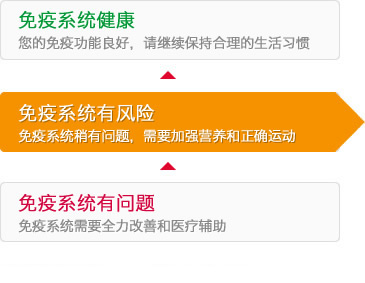 免疫系统健康
您的免疫功能良好，请继续保持合理的生活习惯
免疫系统有风险
免疫系统稍有问题，需要加强营养和正确运动
免疫系统有问题
免疫系统需要全力改善和医疗辅助